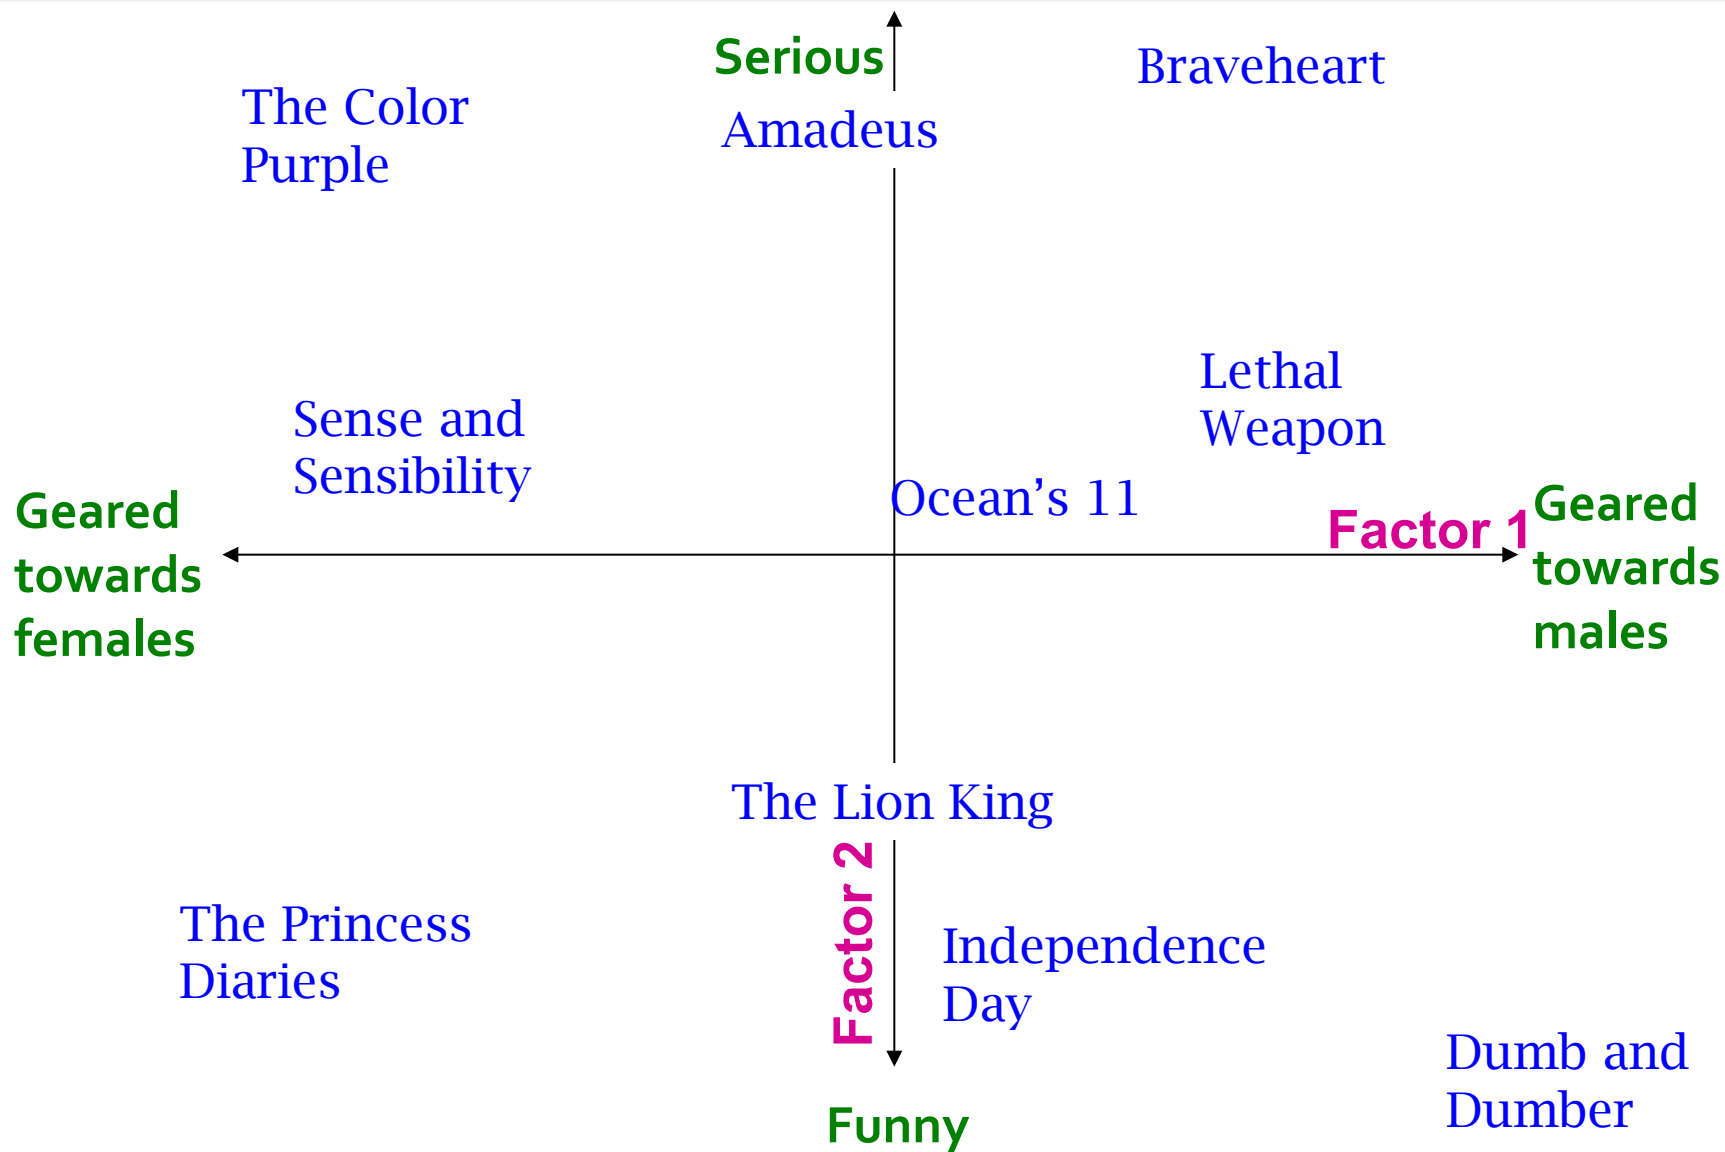 Serious
Braveheart
The Color
Purple
Amadeus
Lethal
Weapon
Sense and
Sensibility
Ocean’s 11
Geared
towards
females
Factor 1
Geared
towards
males
The Lion King
Factor 2
The Princess
Diaries
Independence
Day
Dumb and
Dumber
Funny